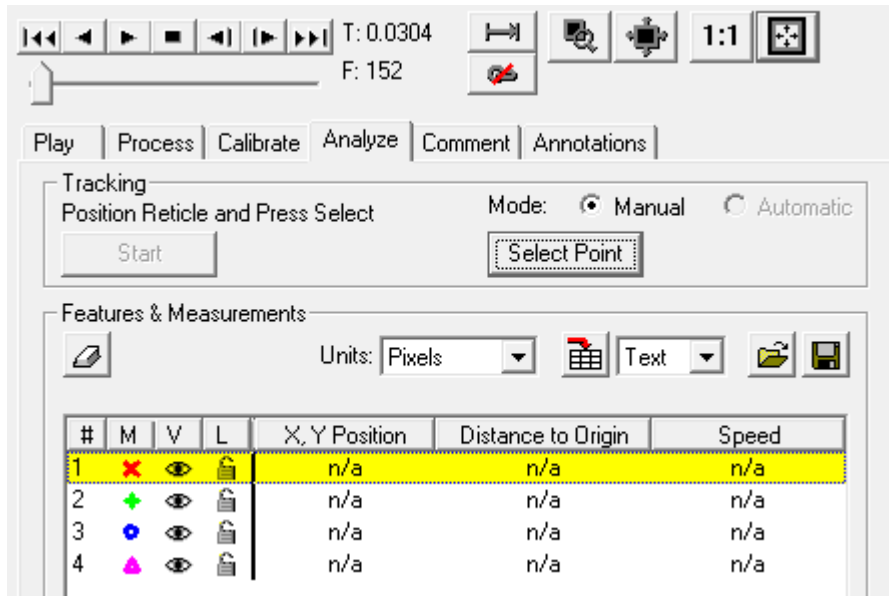 T: 0.0304
F: 152
1:1
Play Process Calibrate Analyze Comment Annotations
Tracking
Position Reticle and Press Select Mode: Manual Automatic
Start Select Point
Features & Measurements
Units: Pixels Text
# M V L X, Y Position Distance to Origin Speed
1 n/a n/a n/a
2 n/a n/a n/a
3 n/a n/a n/a
4 n/a n/a n/a